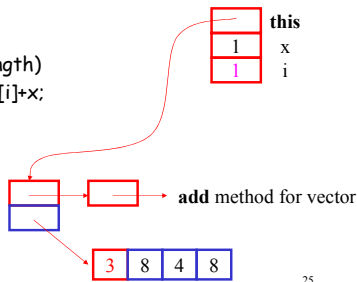 this
1 x
ngth)
1 i
[i]+x;
add method for vector
3 8 4 8
25